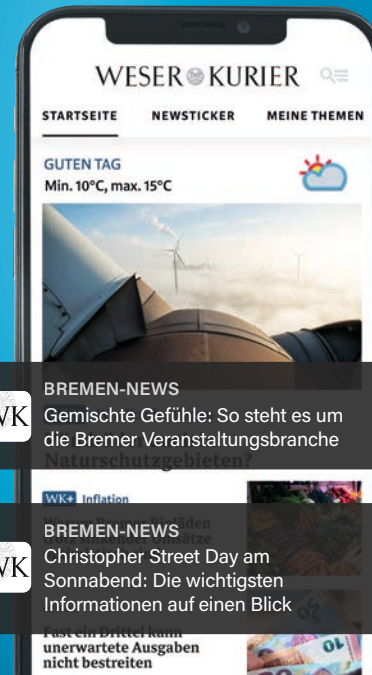 WESER KURIER
STARTSEITE NEWSTICKER MEINE THEMEN
GUTEN TAG
Min. 10°C, max. 15°C
BREMEN-NEWS
WK
Gemischte Gefühle: So steht es um
die Bremer Veranstaltungsbranche
Naturschutzgebieten?
WK+ Inflation
BREMEN-NEWS
WK
Christopher Street Day am
Sonnabend: Die wichtigsten
Informationen auf einen Blick
Fast ein Drittel kann
unerwartete Ausgaben
nicht bestreiten